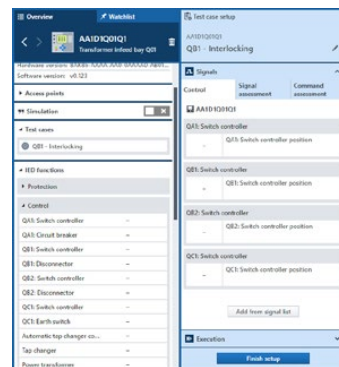 Overview
Watchlist
AA1D1Q01Q1
Transformer Infeed bay Q01
Software version: v6.123
Access points
Simulation
Test cases
QB1 - Interlocking
IED functions
Protection
Control
QA1: Switch controller –
QA1: Circuit breaker –
QB1: Switch controller –
QB1: Disconnector –
QB2: Switch controller –
QB2: Disconnector –
QC1: Switch controller –
QC1: Earth switch –
Automatic tap changer co... –
Tap changer –
Power transformer
Test case setup
AA1D1Q01Q1
QB1 - Interlocking
Signals
Control
Signal assessment
Command assessment
AA1D1Q01Q1
QA1: Switch controller
– QA1: Switch controller position
QB1: Switch controller
– QB1: Switch controller position
QB2: Switch controller
– QB2: Switch controller position
QC1: Switch controller
– QC1: Switch controller position
Add from signal list
Execution
Finish setup